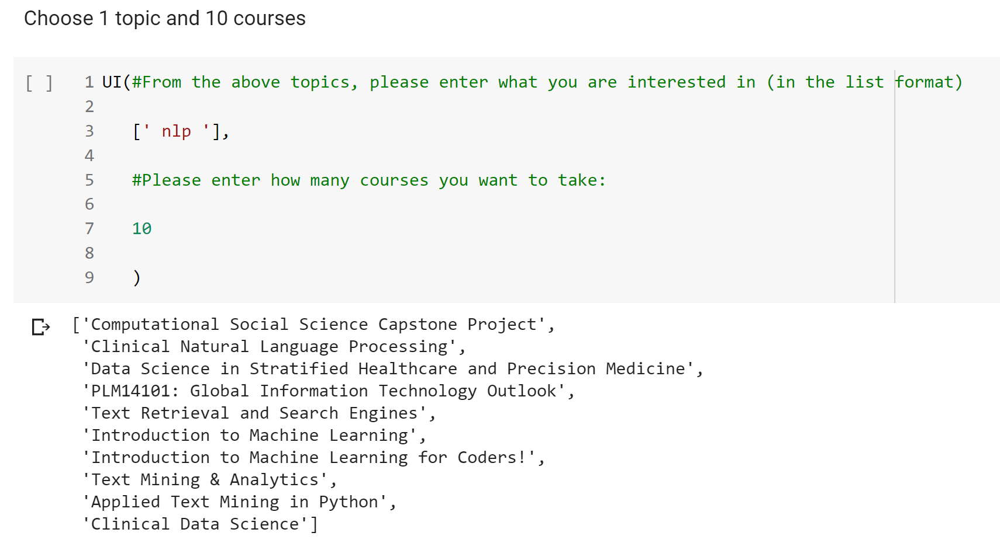 Choose 1 topic and 10 courses
[ ] 1 UI(#From the above topics, please enter what you are interested in (in the list format)
2
3 [' nlp '],
4
5 #Please enter how many courses you want to take:
6
7 10
8
9 )
['Computational Social Science Capstone Project',
'Clinical Natural Language Processing',
'Data Science in Stratified Healthcare and Precision Medicine',
'PLM14101: Global Information Technology Outlook',
'Text Retrieval and Search Engines',
'Introduction to Machine Learning',
'Introduction to Machine Learning for Coders!',
'Text Mining & Analytics',
'Applied Text Mining in Python',
'Clinical Data Science']